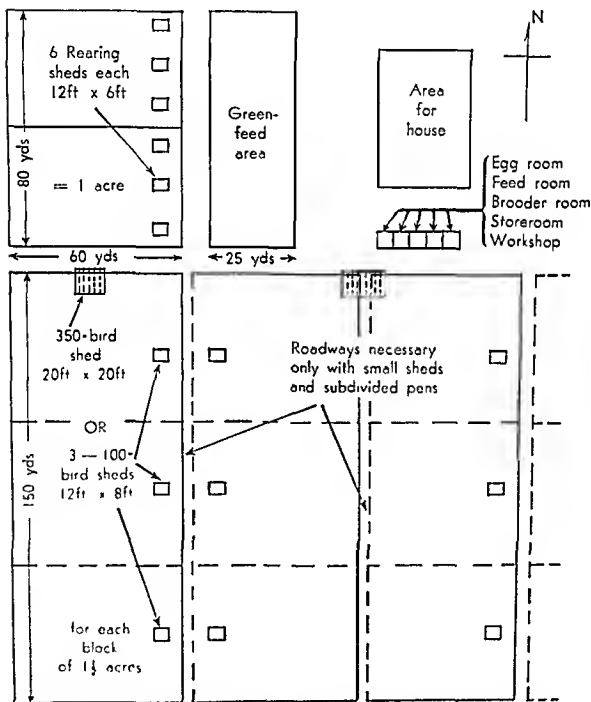 N
6 Rearing
sheds each
12ft x 6ft
= 1 acre
80 yds
60 yds
Green-
feed
area
25 yds
Area
for
house
Egg room
Feed room
Brooder room
Storeroom
Workshop
350-bird
shed
20ft x 20ft
OR
3 — 100-
bird sheds
12ft x 8ft
for each
block
of 1½ acres
150 yds
Roadways necessary
only with small sheds
and subdivided pens